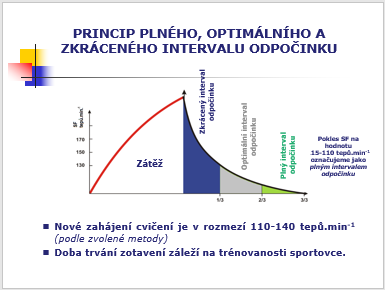 PRINCIP PLNÉHO, OPTIMÁLNÍHO A
ZKRÁCENÉHO INTERVALU ODPOČINKU
SF
tepů.min-1
170
150
130
Zátěž
Zkrácený interval
odpočinku
Optimální interval
odpočinku
Plný interval
odpočinku
1/3
2/3
3/3
Pokles SF na
hodnotu
15-110 tepů.min-1
označujeme jako
plným intervalem
odpočinku
Nové zahájení cvičení je v rozmezí 110-140 tepů.min-1
(podle zvolené metody)
Doba trvání zotavení záleží na trénovanosti sportovce.